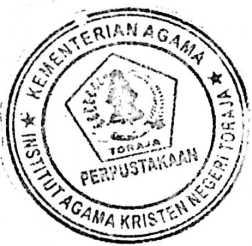 KEMENTERIAN AGAMA
TORAJA
PERPUSTAKAAN
INSTITUT AGAMA KRISTEN NEGERI TORAJA